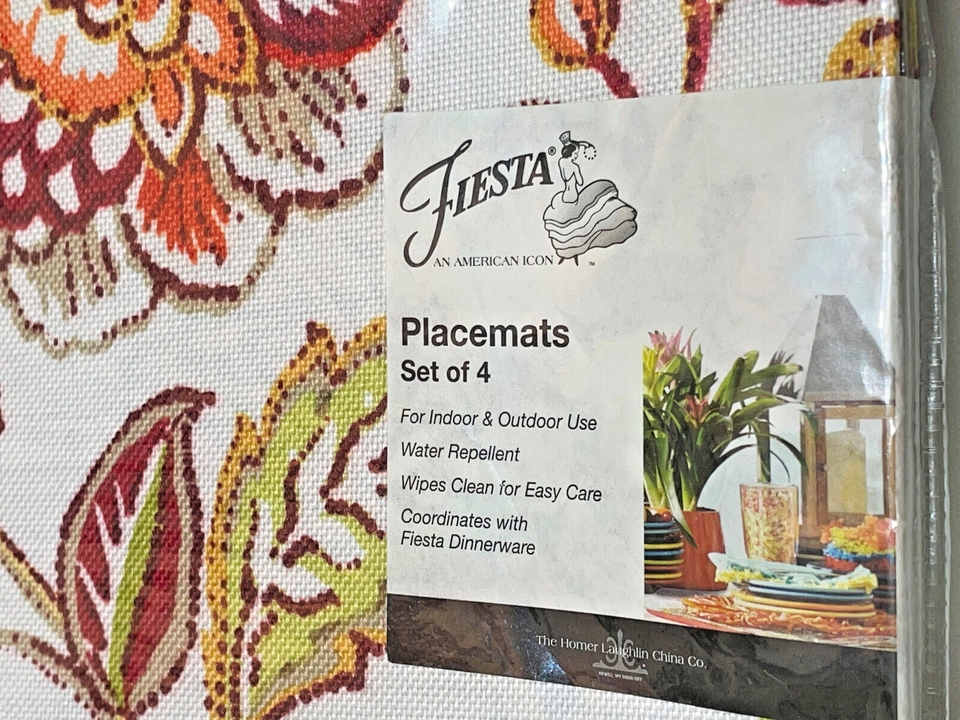 FIESTA®
AN AMERICAN ICON™
Placemats
Set of 4
For Indoor & Outdoor Use
Water Repellent
Wipes Clean for Easy Care
Coordinates with
Fiesta Dinnerware
The Homer Laughlin China Co.